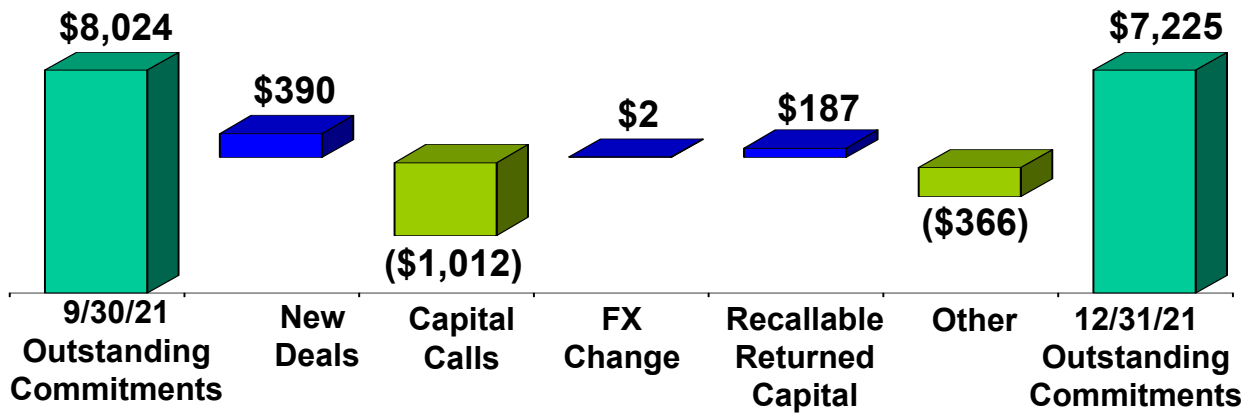 $8,024
$390
($1,012)
$2
$187
($366)
$7,225
9/30/21
Outstanding
Commitments
New
Deals
Capital
Calls
FX
Change
Recallable
Returned
Capital
Other
12/31/21
Outstanding
Commitments